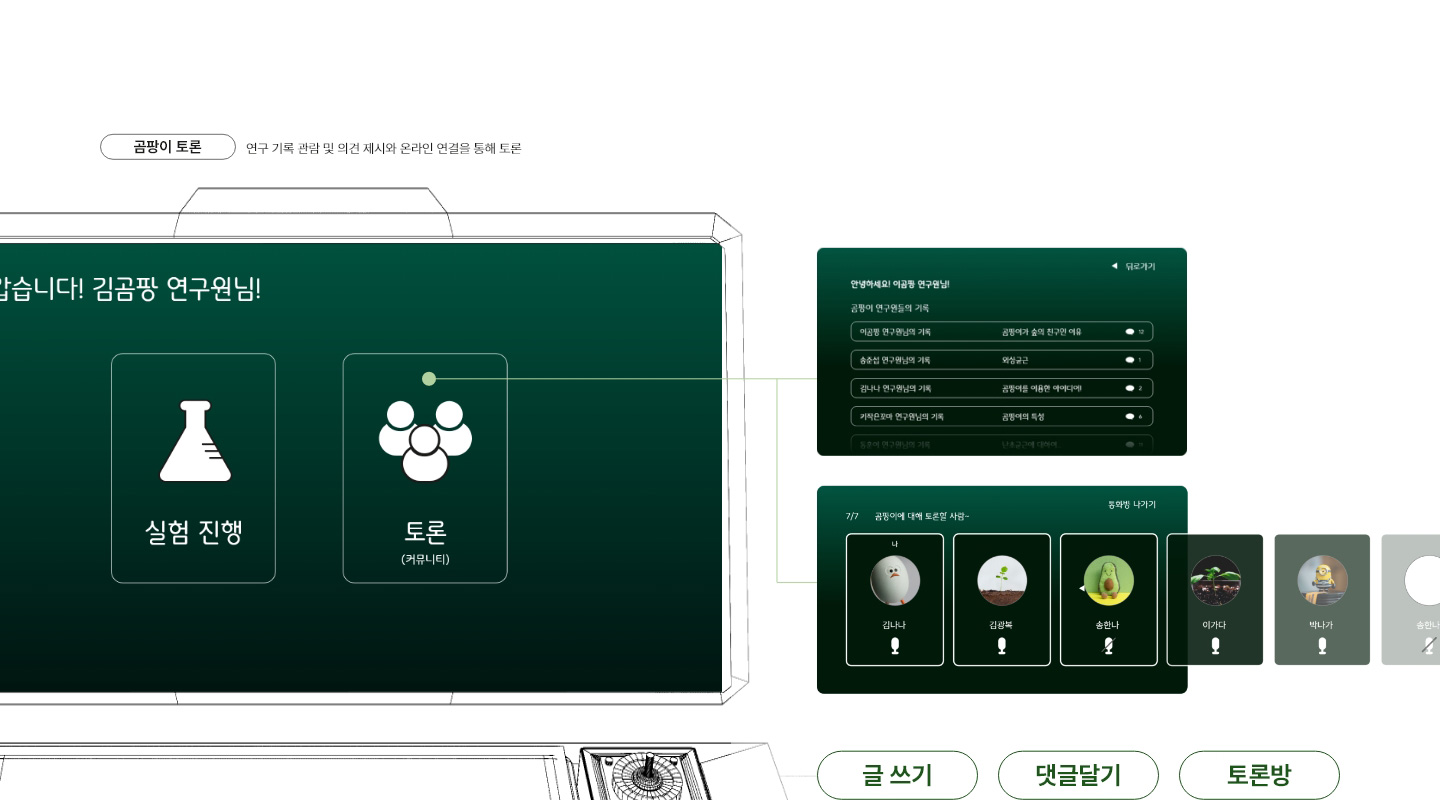 곰팡이 토론
연구 기록 관람 및 의견 제시와 온라인 연결을 통해 토론
갑습니다! 김곰팡 연구원님!
실험 진행
토론
(커뮤니티)
뒤로가기
안녕하세요! 이곰팡 연구원님!
곰팡이 연구원들의 기록
이곰팡 연구원님의 기록 곰팡이가 숲의 친구인 이유 12
송준섭 연구원님의 기록 외생균근 1
김나나 연구원님의 기록 곰팡이를 이용한 아이디어! 2
키작은꼬마 연구원님의 기록 곰팡이의 특성 6
연구원님의 기록
통화방 나가기
7/7 곰팡이에 대해 토론할 사람~
나
김나나
김광복
송한나
이가다
박나가
송한나
글 쓰기
댓글달기
토론방